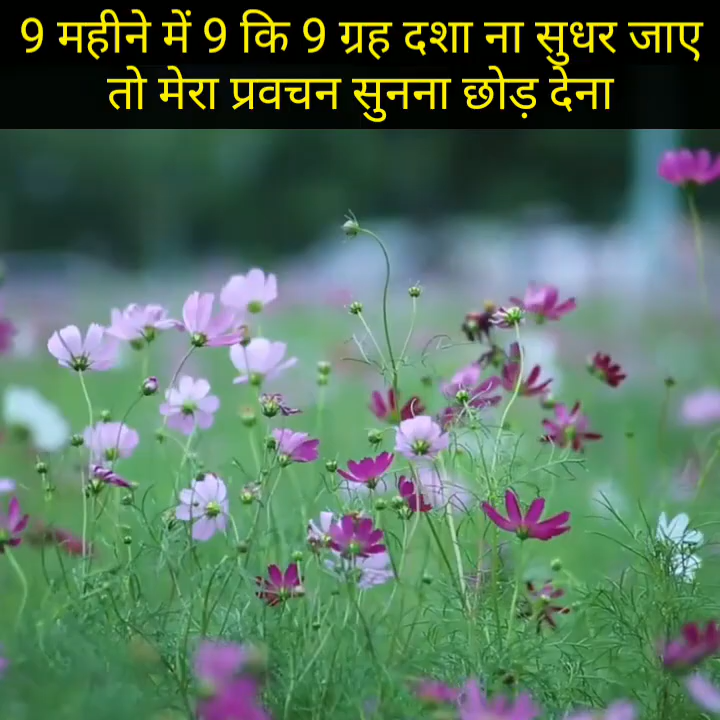 9 महीने में 9 कि 9 ग्रह दशा ना सुधर जाए
तो मेरा प्रवचन सुनना छोड़ देना